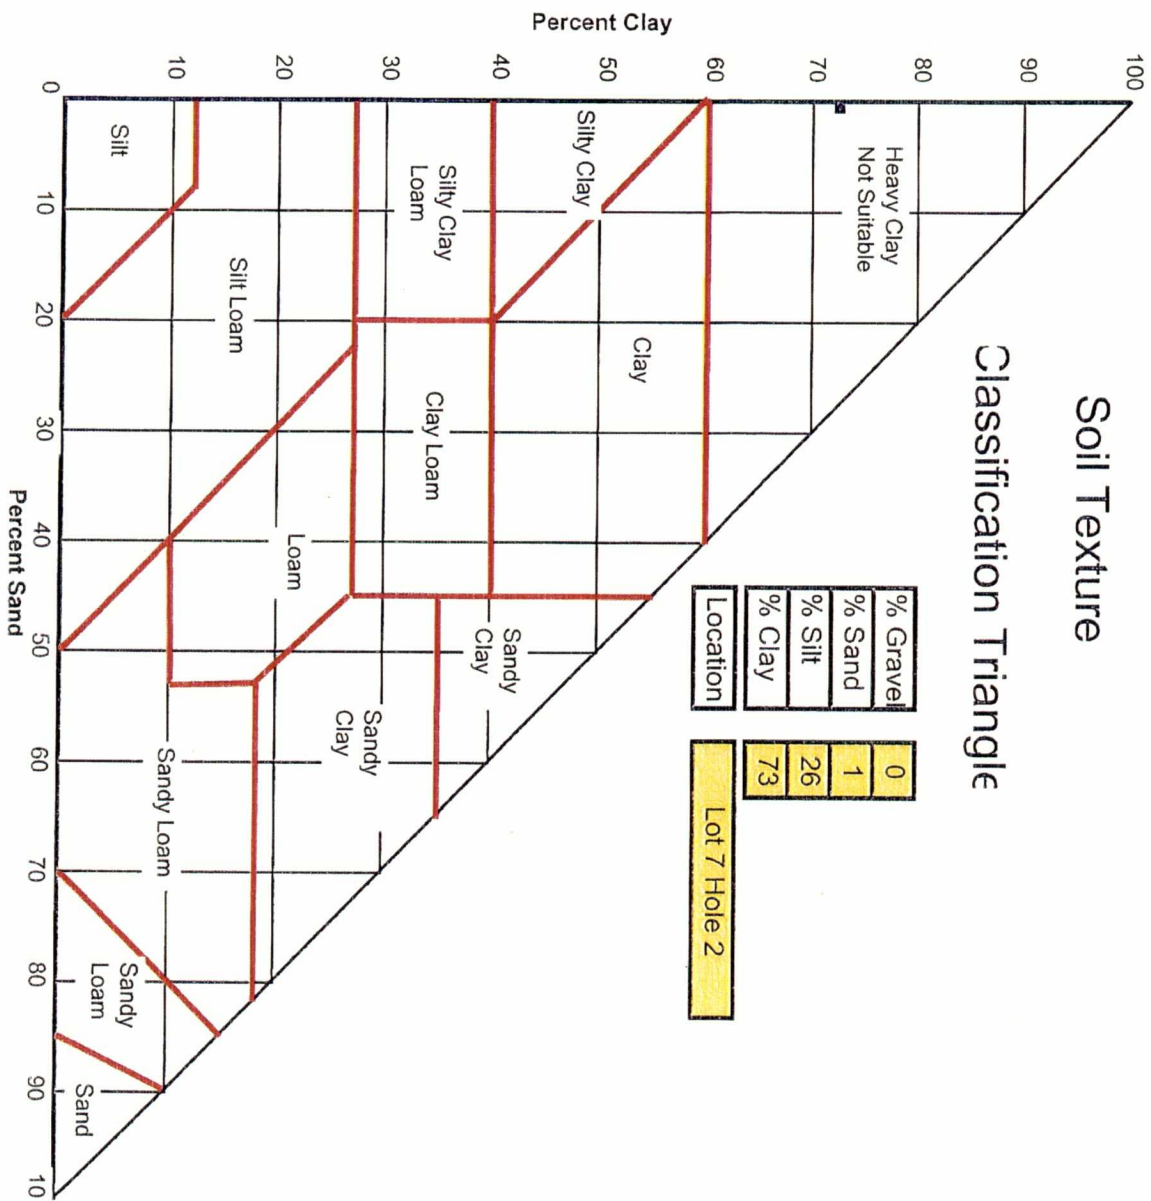 Soil Texture
Classification Triangle
% Gravel 0
% Sand 1
% Silt 26
% Clay 73
Location Lot 7 Hole 2
Percent Clay
100
90
80
70
60
50
40
30
20
10
0
Heavy Clay
Not Suitable
Clay
Silty Clay
Silty Clay
Loam
Clay Loam
Sandy
Clay
Sandy
Clay
Loam
Silt Loam
Silt
Sandy Loam
Sandy
Loam
Sand
10 20 30 40 50 60 70 80 90 10
Percent Sand